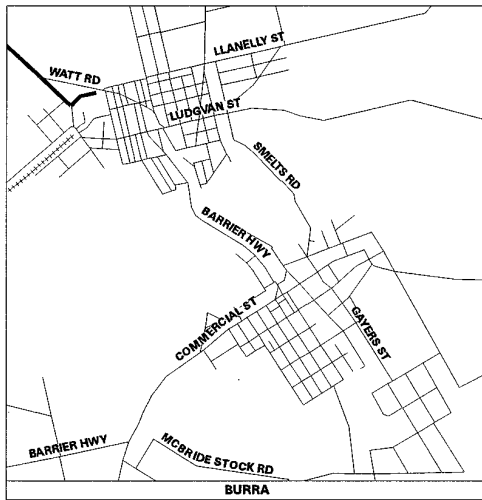 LLANELLY ST
WATT RD
LUDGVAN ST
SMELTS RD
BARRIER HWY
COMMERCIAL ST
GAYERS ST
BARRIER HWY
MCBRIDE STOCK RD
BURRA